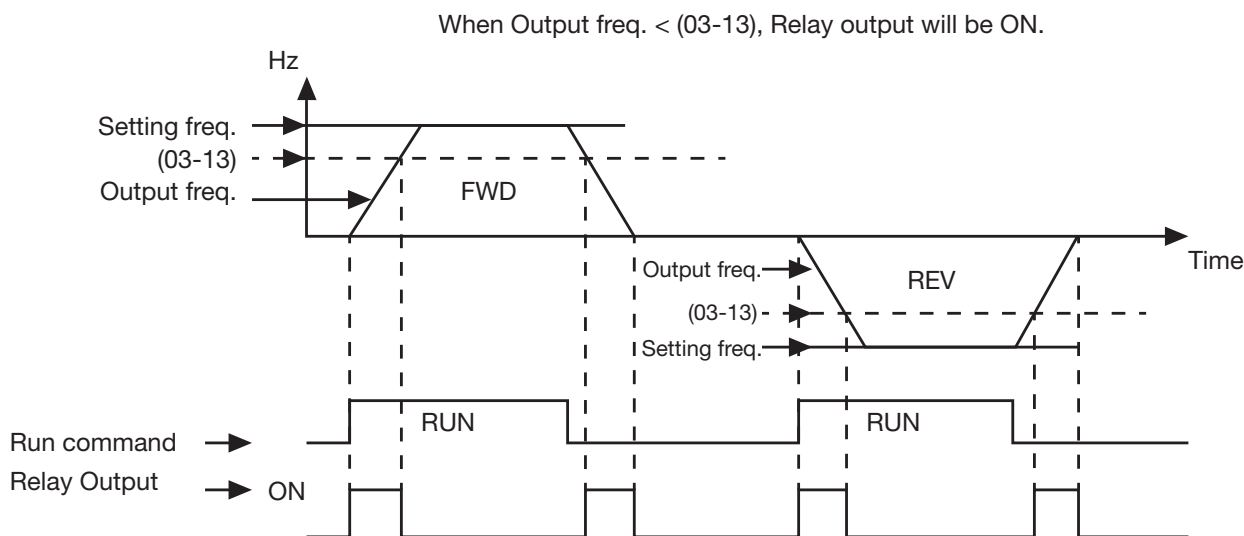 When Output freq. < (03-13), Relay output will be ON.
Hz
Setting freq.
(03-13)
Output freq.
FWD
Time
Output freq.
REV
(03-13)
Setting freq.
RUN
RUN
Run command
Relay Output
ON